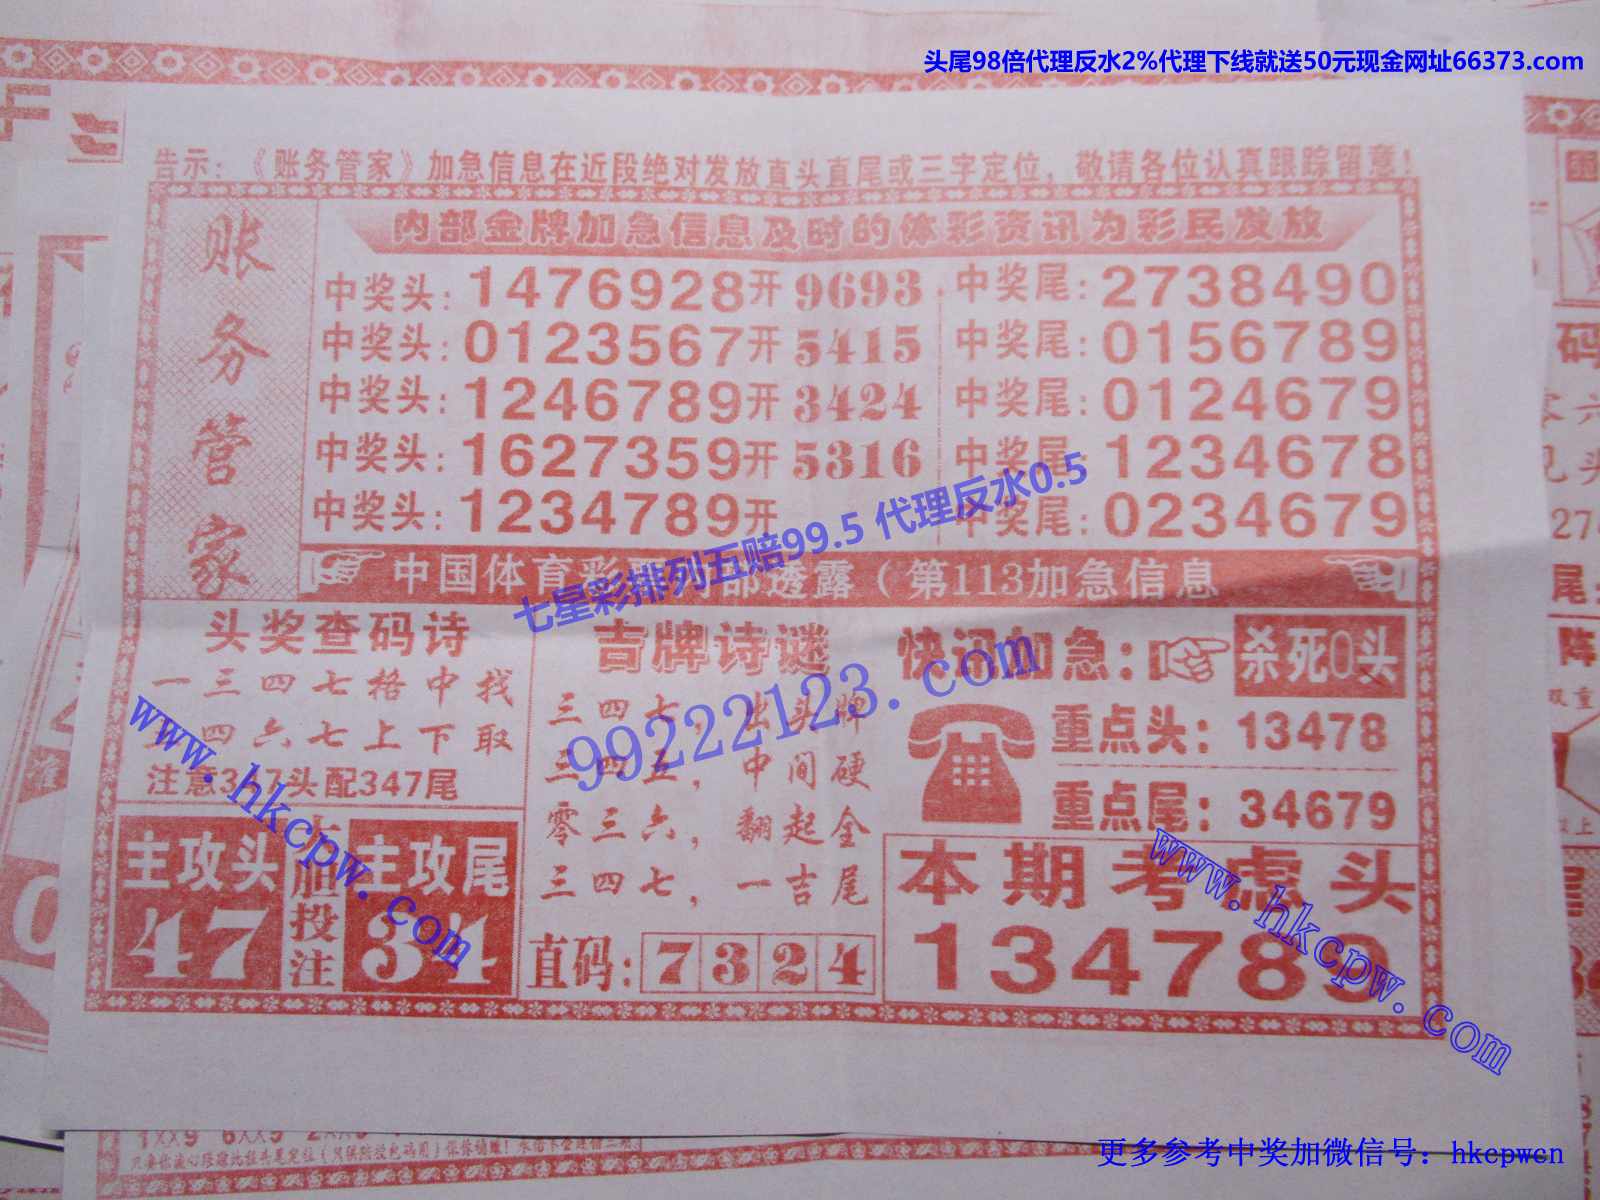 头尾98倍代理反水2%代理下线就送50元现金网址66373.com
告示：《账务管家》加急信息在近段绝对发放直头直尾或三字定位，敬请各位认真跟踪留意！
账务管家
内部金牌加急信息及时的体彩资讯为彩民发放
中奖头：1476928开9693 中奖尾：2738490
中奖头：0123567开5415 中奖尾：0156789
中奖头：1246789开3424 中奖尾：0124679
中奖头：1627359开5316 中奖尾：1234678
中奖头：1234789开 中奖尾：0234679
七星彩排列五赔99.5 代理反水0.5
中国体育彩 部透露（第113加急信息
头奖查码诗
一三四七格中找
四六七上下取
注意347头配347尾
主攻头
47
胆投注
主攻尾
34
吉牌诗谜
三四七，出头牌
三四五，中间硬
零三六，翻起全
三四七，一吉尾
直码：7324
快讯加急：杀死0头
重点头：13478
重点尾：34679
本期考虑头
134789
99222123.com
www.hkcpw.com
www.hkcpw.com
1XX9 6XX5
更多参考中奖加微信号：hkcpwcn